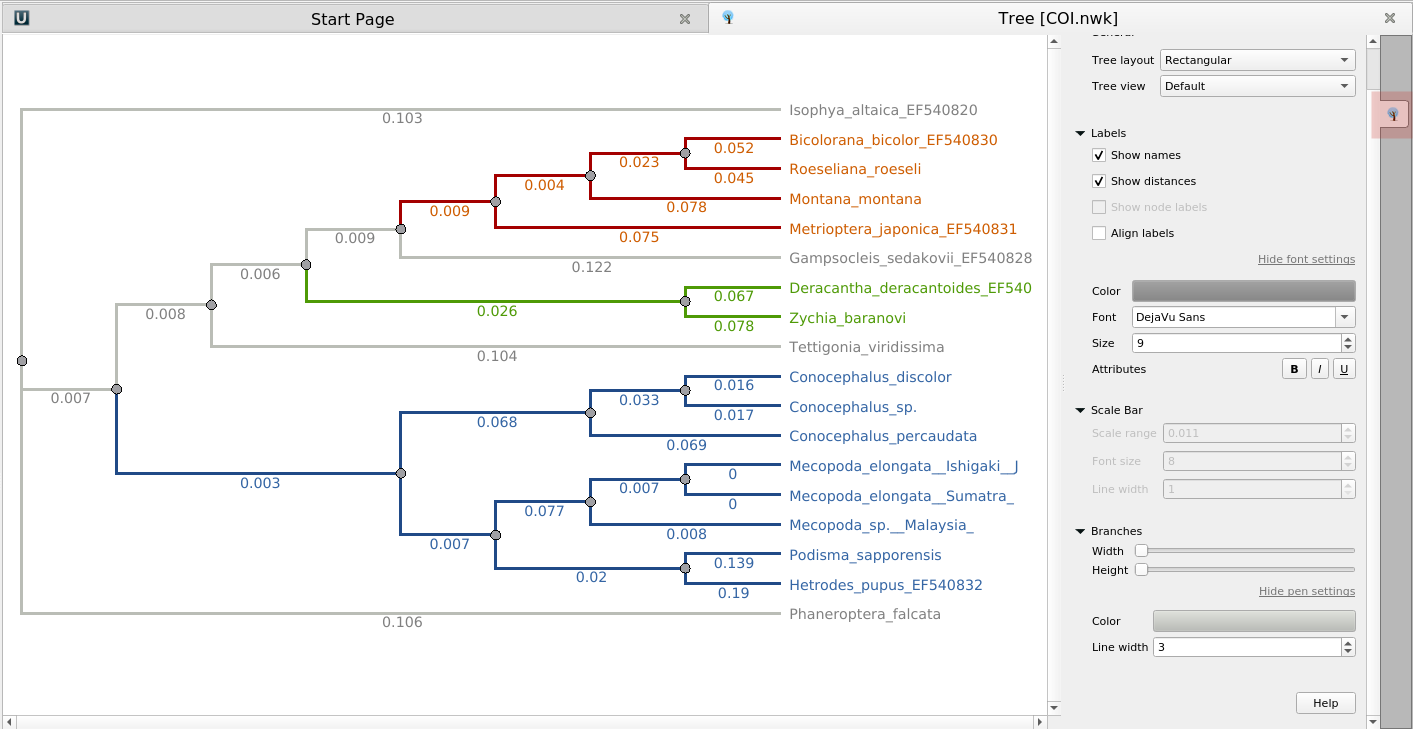 Start Page
Tree [COI.nwk]
Isophya_altaica_EF540820
0.103
Bicolorana_bicolor_EF540830
0.052
0.023
Roeseliana_roeseli
0.045
0.004
Montana_montana
0.078
0.009
Metrioptera_japonica_EF540831
0.075
0.009
Gampsocleis_sedakovii_EF540828
0.122
0.006
Deracantha_deracantoides_EF540
0.067
0.026
Zychia_baranovi
0.078
0.008
Tettigonia_viridissima
0.104
Conocephalus_discolor
0.016
0.007
0.033
Conocephalus_sp.
0.017
0.068
Conocephalus_percaudata
0.069
Mecopoda_elongata__Ishigaki__J
0
0.003
0.007
Mecopoda_elongata__Sumatra_
0
0.077
Mecopoda_sp.__Malaysia_
0.008
0.007
Podisma_sapporensis
0.139
0.02
Hetrodes_pupus_EF540832
0.19
Phaneroptera_falcata
0.106
General
Tree layout Rectangular
Tree view Default
Labels
Show names
Show distances
Show node labels
Align labels
Hide font settings
Color
Font DejaVu Sans
Size 9
Attributes B I U
Scale Bar
Scale range 0.011
Font size 8
Line width 1
Branches
Width
Height
Hide pen settings
Color
Line width 3
Help